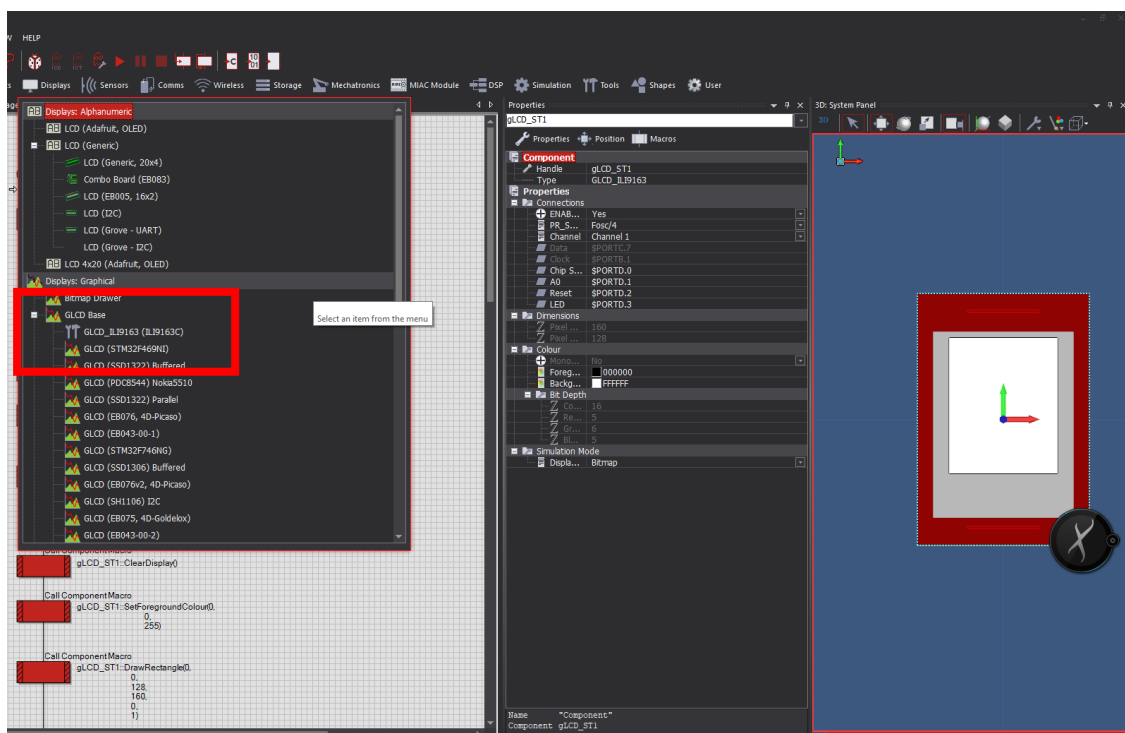 HELP
Displays Sensors Comms Wireless Storage Mechatronics MIAC Module DSP Simulation Tools Shapes User
Displays: Alphanumeric
LCD (Adafruit, OLED)
LCD (Generic)
LCD (Generic, 20x4)
Combo Board (EB083)
LCD (EB005, 16x2)
LCD (I2C)
LCD (Grove - UART)
LCD (Grove - I2C)
LCD 4x20 (Adafruit, OLED)
Displays: Graphical
Bitmap Drawer
GLCD Base
GLCD_ILI9163 (ILI9163C)
GLCD (STM32F469NI)
GLCD (SSD1322) Buffered
GLCD (PDC8544) Nokia5510
GLCD (SSD1322) Parallel
GLCD (EB076, 4D-Picaso)
GLCD (EB043-00-1)
GLCD (STM32F746NG)
GLCD (SSD1306) Buffered
GLCD (EB076v2, 4D-Picaso)
GLCD (SH1106) I2C
GLCD (EB075, 4D-Goldelox)
GLCD (EB043-00-2)
Select an item from the menu
Call Component Macro
gLCD_ST1::ClearDisplay()
Call Component Macro
gLCD_ST1::SetForegroundColour(0,
0,
255)
Call Component Macro
gLCD_ST1::DrawRectangle(0,
0,
128,
160,
0,
1)
Properties
gLCD_ST1
Properties Position Macros
Component
Handle gLCD_ST1
Type GLCD_ILI9163
Properties
Connections
ENAB... Yes
PR_S... Fosc/4
Channel Channel 1
Data $PORTC.7
Clock $PORTB.1
Chip S... $PORTD.0
A0 $PORTD.1
Reset $PORTD.2
LED $PORTD.3
Dimensions
Pixel ... 160
Pixel ... 128
Colour
Mono... No
Foreg... 000000
Backg... FFFFFF
Bit Depth
Co... 16
Re... 5
Gr... 6
Bl... 5
Simulation Mode
Displa... Bitmap
Name "Component"
Component gLCD_ST1
3D: System Panel
3D